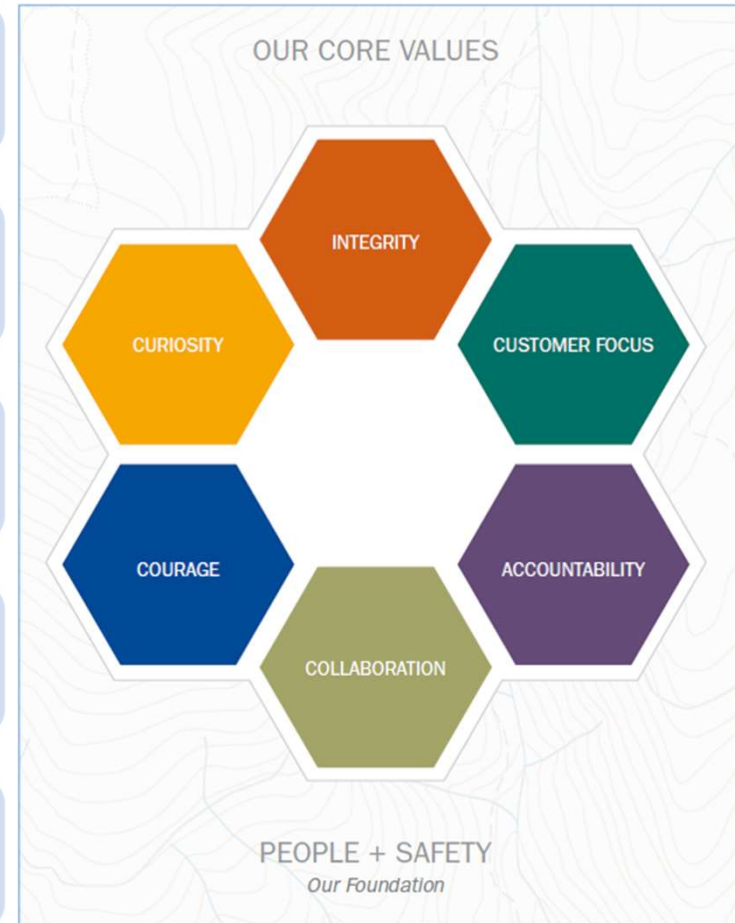 OUR CORE VALUES
INTEGRITY
CURIOSITY
CUSTOMER FOCUS
COURAGE
ACCOUNTABILITY
COLLABORATION
PEOPLE + SAFETY
Our Foundation